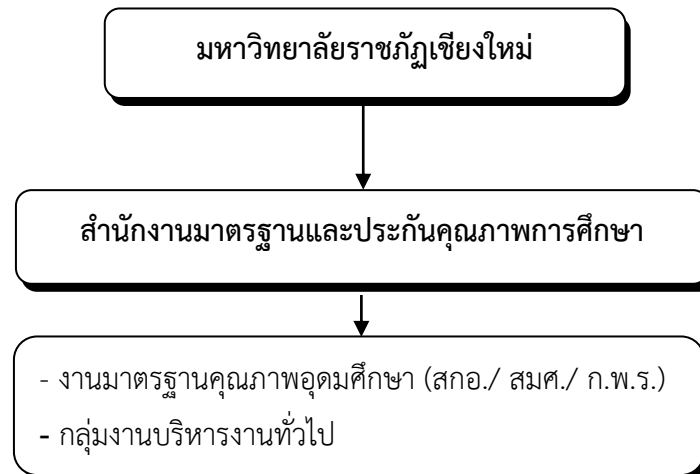 มหาวิทยาลัยราชภัฏเชียงใหม่
สำนักงานมาตรฐานและประกันคุณภาพการศึกษา
- งานมาตรฐานคุณภาพอุดมศึกษา (สกอ./ สมศ./ ก.พ.ร.)
- กลุ่มงานบริหารงานทั่วไป